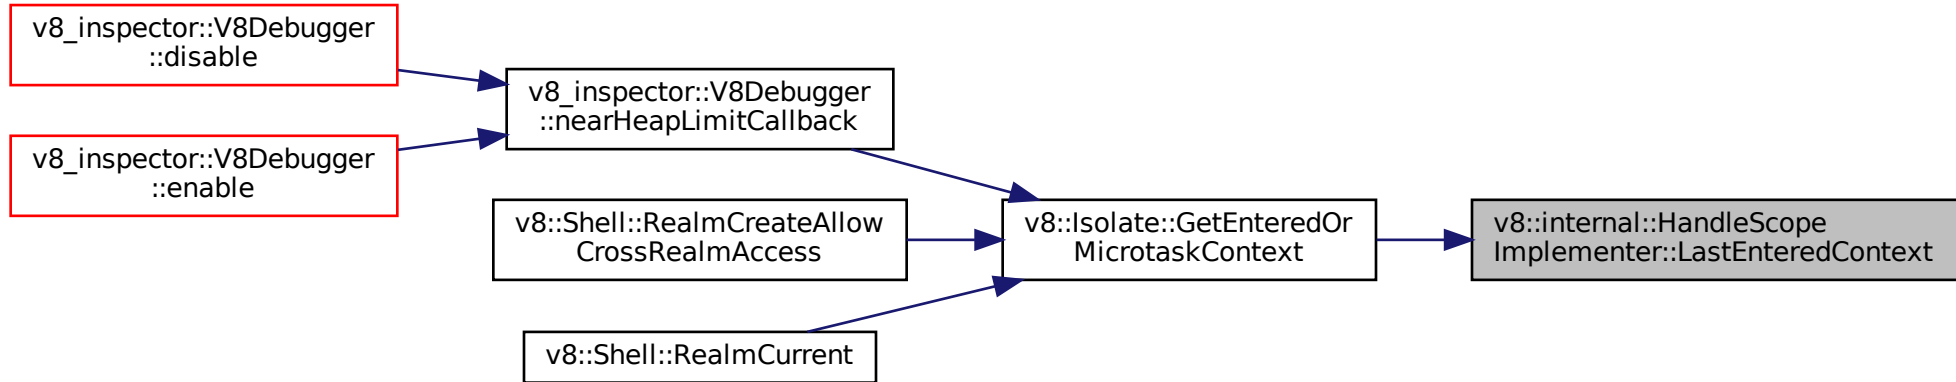 v8_inspector::V8Debugger
::disable
v8_inspector::V8Debugger
::enable
v8_inspector::V8Debugger
::nearHeapLimitCallback
v8::Shell::RealmCreateAllow
CrossRealmAccess
v8::Shell::RealmCurrent
v8::Isolate::GetEnteredOr
MicrotaskContext
v8::internal::HandleScope
Implementer::LastEnteredContext